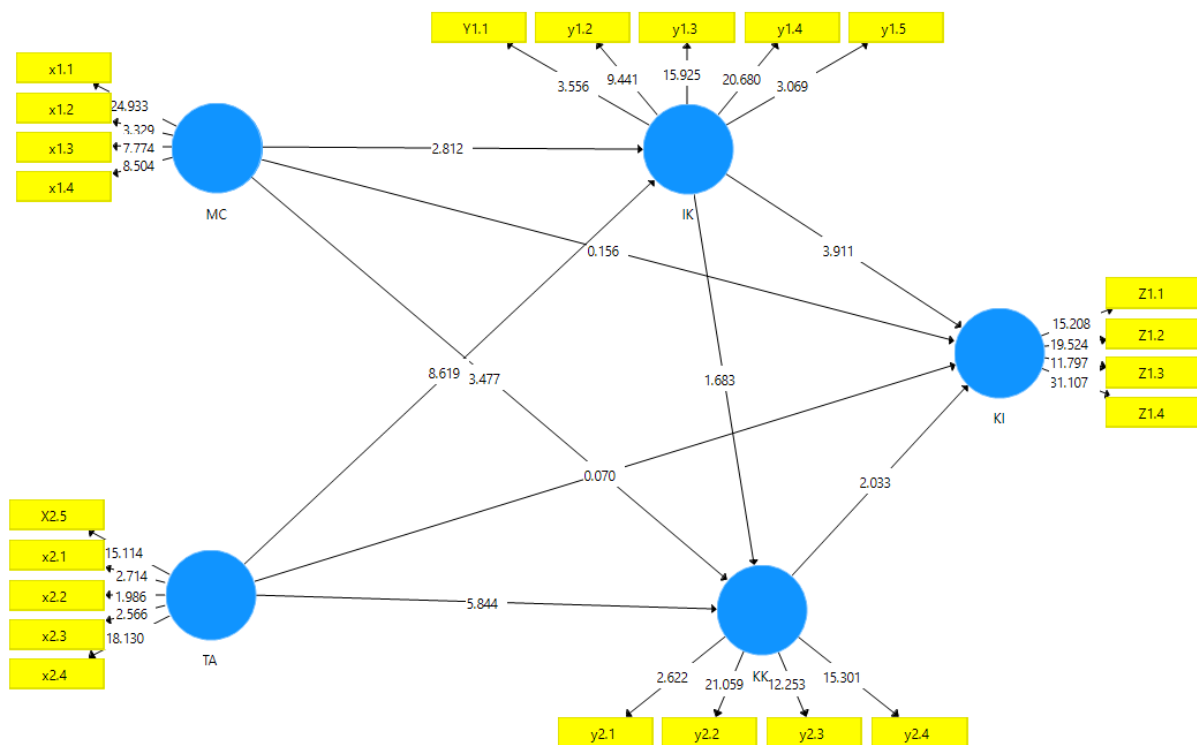 Y1.1
y1.2
y1.3
y1.4
y1.5
3.556
9.441
15.925
20.680
3.069
x1.1
x1.2
x1.3
x1.4
24.933
3.329
7.774
8.504
MC
2.812
IK
0.156
3.911
8.619
3.477
1.683
Z1.1
Z1.2
Z1.3
Z1.4
15.208
19.524
11.797
31.107
KI
0.070
2.033
X2.5
x2.1
x2.2
x2.3
x2.4
15.114
2.714
1.986
2.566
18.130
TA
5.844
KK
2.622
21.059
12.253
15.301
y2.1
y2.2
y2.3
y2.4